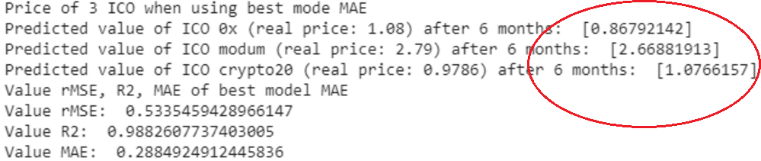 Price of 3 ICO when using best mode MAE
Predicted value of ICO 0x (real price: 1.08) after 6 months:  [0.86792142]
Predicted value of ICO modum (real price: 2.79) after 6 months:  [2.66881913]
Predicted value of ICO crypto20 (real price: 0.9786) after 6 months:  [1.0766157]
Value rMSE, R2, MAE of best model MAE
Value rMSE:  0.5335459428966147
Value R2:  0.9882607737403005
Value MAE:  0.2884924912445836